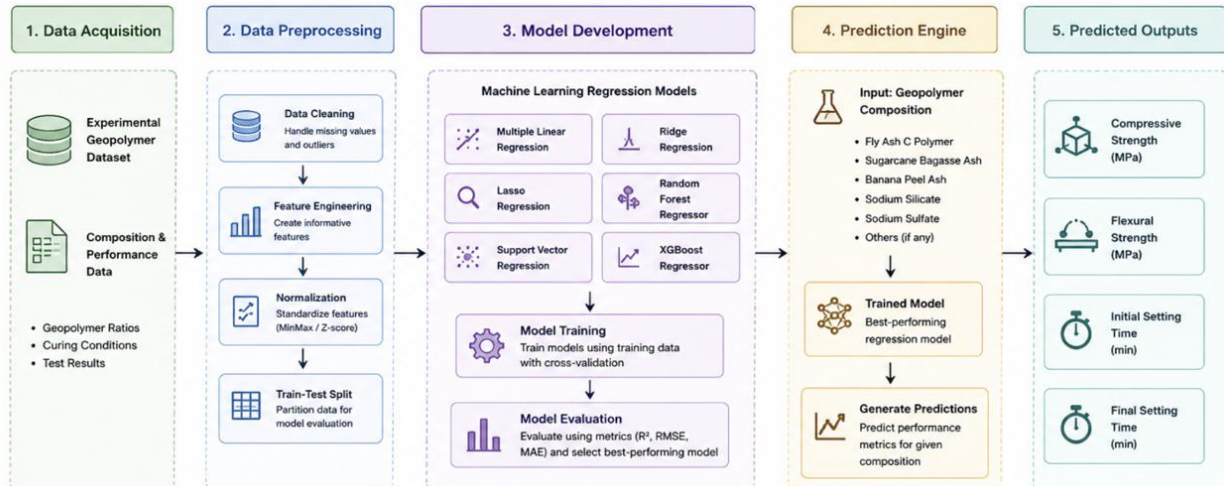 1. Data Acquisition
Experimental
Geopolymer
Dataset
Composition &
Performance
Data
• Geopolymer Ratios
• Curing Conditions
• Test Results
2. Data Preprocessing
Data Cleaning
Handle missing values
and outliers
Feature Engineering
Create informative
features
Normalization
Standardize features
(MinMax / Z-score)
Train-Test Split
Partition data for
model evaluation
3. Model Development
Machine Learning Regression Models
Multiple Linear
Regression
Ridge
Regression
Lasso
Regression
Random
Forest
Regressor
Support Vector
Regression
XGBoost
Regressor
Model Training
Train models using training data
with cross-validation
Model Evaluation
Evaluate using metrics (R², RMSE,
MAE) and select best-performing model
4. Prediction Engine
Input: Geopolymer
Composition
• Fly Ash C Polymer
• Sugarcane Bagasse Ash
• Banana Peel Ash
• Sodium Silicate
• Sodium Sulfate
• Others (if any)
Trained Model
Best-performing
regression model
Generate Predictions
Predict performance
metrics for given
composition
5. Predicted Outputs
Compressive
Strength
(MPa)
Flexural
Strength
(MPa)
Initial Setting
Time
(min)
Final Setting
Time
(min)